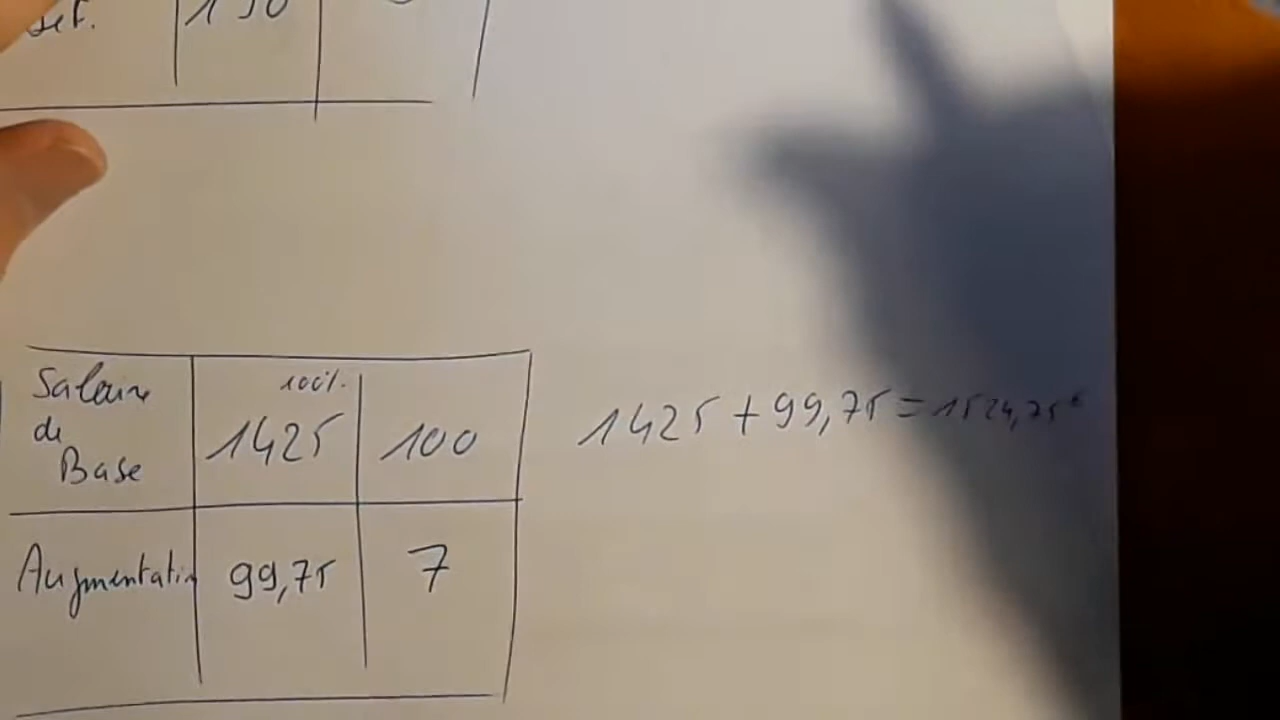 100%.
Salaire 1425 100 1425 + 99,75 = 1524,75€
de
Base
Augmentation 99,75 7